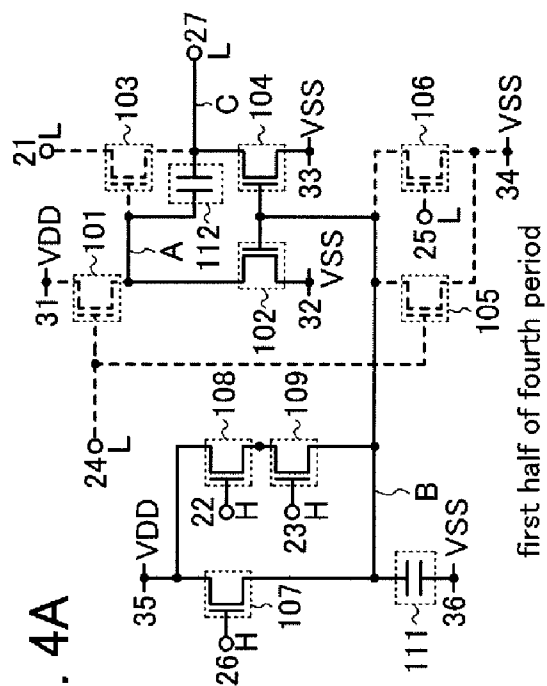 . 4A
21
L
31
VDD
101
103
27
L
A
C
112
104
24
L
102
32
VSS
33
VSS
35
VDD
108
22
H
109
23
H
107
26
H
B
105
106
25
L
34
VSS
111
36
VSS
first half of fourth period